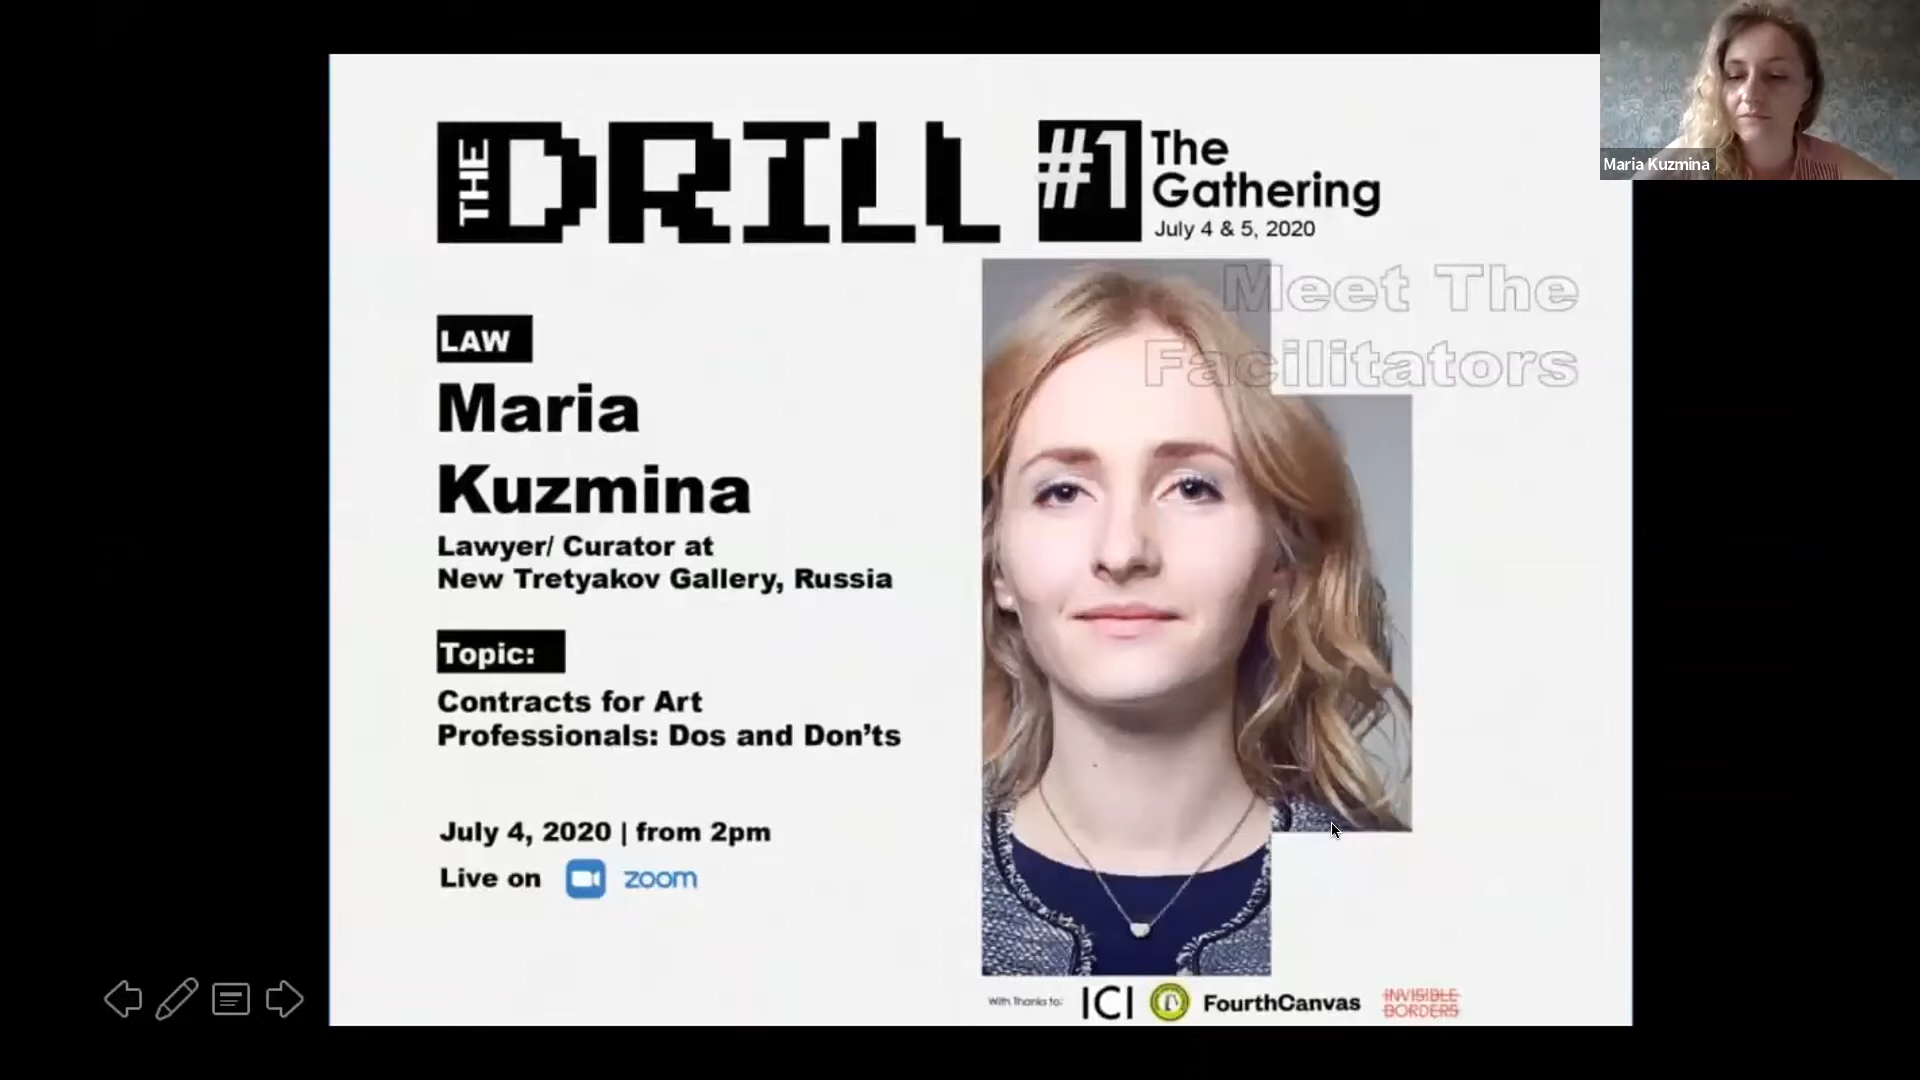 THE DRILL
#1 The
Gathering
July 4 & 5, 2020
Maria Kuzmina
Meet The
Facilitators
LAW
Maria
Kuzmina
Lawyer/ Curator at
New Tretyakov Gallery, Russia
Topic:
Contracts for Art
Professionals: Dos and Don'ts
July 4, 2020 | from 2pm
Live on zoom
With Thanks to: ICI FourthCanvas INVISIBLE
BORDERS